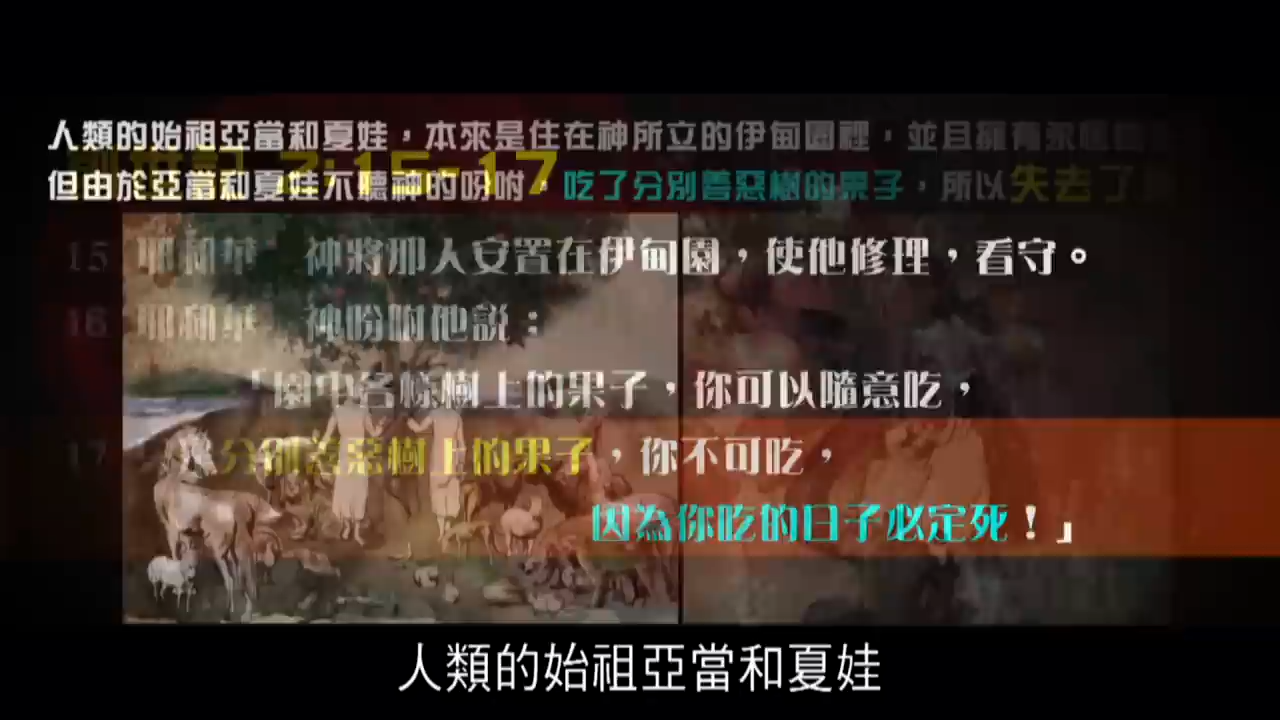 人類的始祖亞當和夏娃，本來是住在神所立的伊甸園裡，並且擁有永
創世記 2:15-17
但由於亞當和夏娃不聽神的吩咐，吃了分別善惡樹的果子，所以失去了
15 耶和華　神將那人安置在伊甸園，使他修理，看守。
16 耶和華　神吩咐他說：
「園中各樣樹上的果子，你可以隨意吃，
17 分別善惡樹上的果子，你不可吃，
因為你吃的日子必定死！」
人類的始祖亞當和夏娃